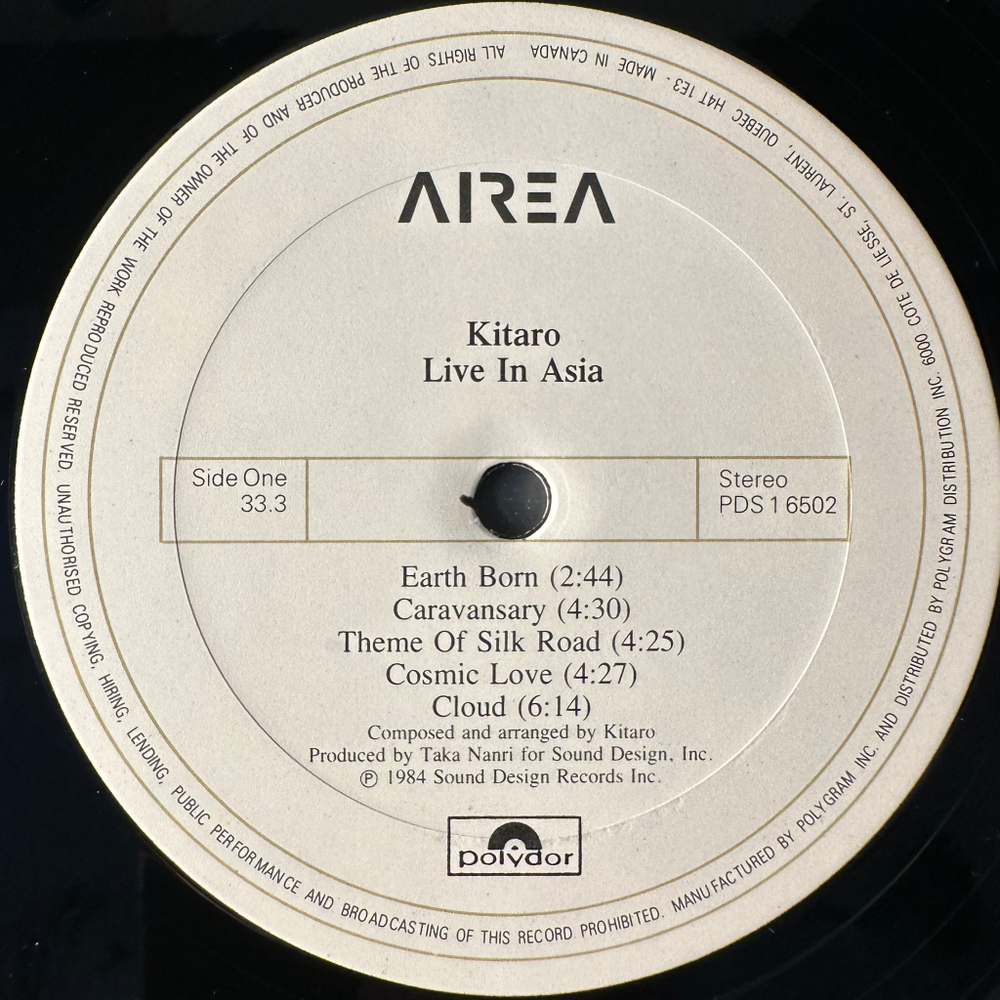 AREA
Kitaro
Live In Asia
Side One
33.3
Stereo
PDS 1 6502
Earth Born (2:44)
Caravansary (4:30)
Theme Of Silk Road (4:25)
Cosmic Love (4:27)
Cloud (6:14)
Composed and arranged by Kitaro
Produced by Taka Nanri for Sound Design, Inc.
℗ 1984 Sound Design Records Inc.
polydor
ALL RIGHTS OF THE PRODUCER AND OF THE OWNER OF THE WORK REPRODUCED RESERVED. UNAUTHORISED COPYING, HIRING, LENDING, PUBLIC PERFORMANCE AND BROADCASTING OF THIS RECORD PROHIBITED. MANUFACTURED BY POLYGRAM INC. AND DISTRIBUTED BY POLYGRAM DISTRIBUTION INC. 6000 COTE DE LIESSE, ST. LAURENT, QUEBEC H4T 1E3 · MADE IN CANADA